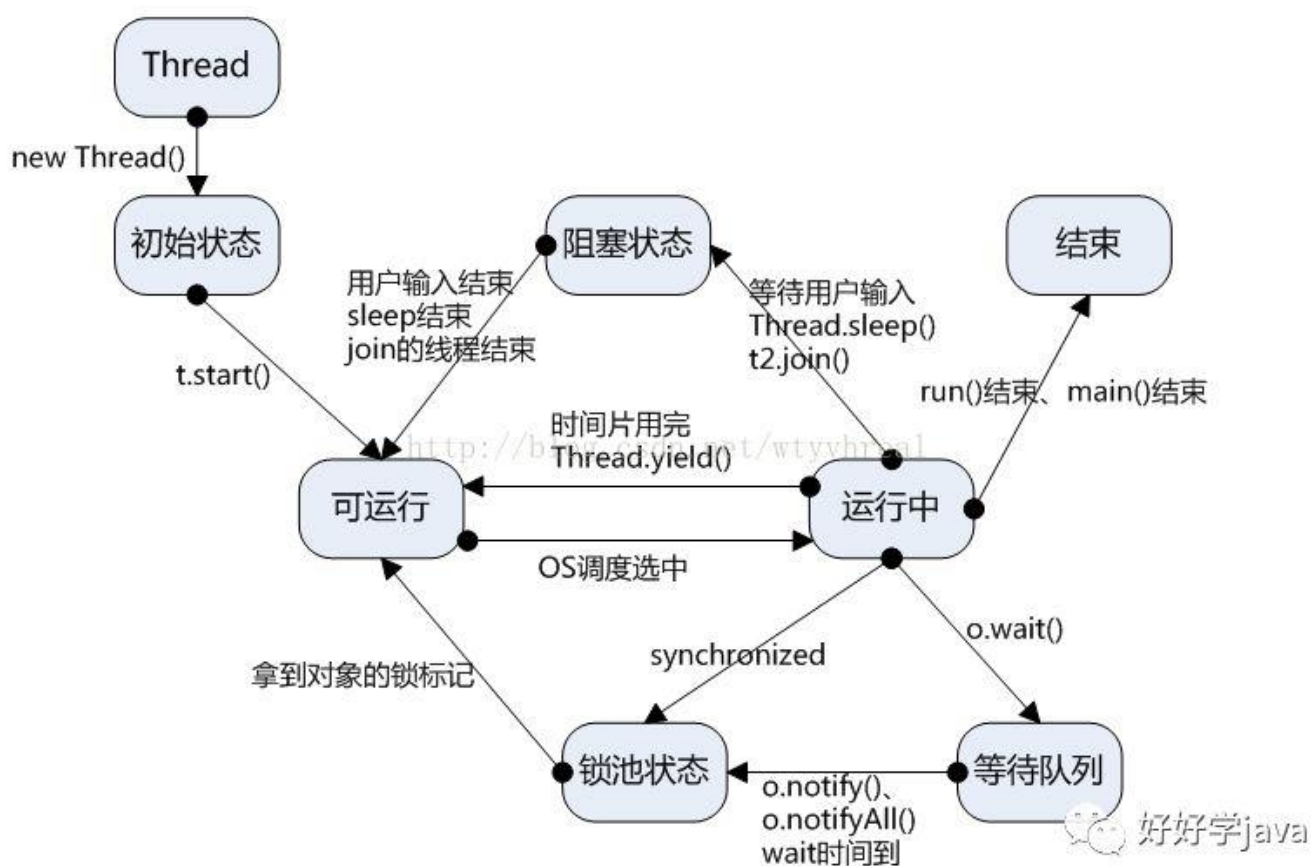 Thread
new Thread()
初始状态
阻塞状态
结束
用户输入结束
sleep结束
join的线程结束
等待用户输入
Thread.sleep()
t2.join()
t.start()
run()结束、main()结束
时间片用完
http://blog.csdn.net/wtyvhreal
Thread.yield()
可运行
运行中
OS调度选中
synchronized
o.wait()
拿到对象的锁标记
锁池状态
等待队列
o.notify()、
o.notifyAll()
wait时间到
好好学java